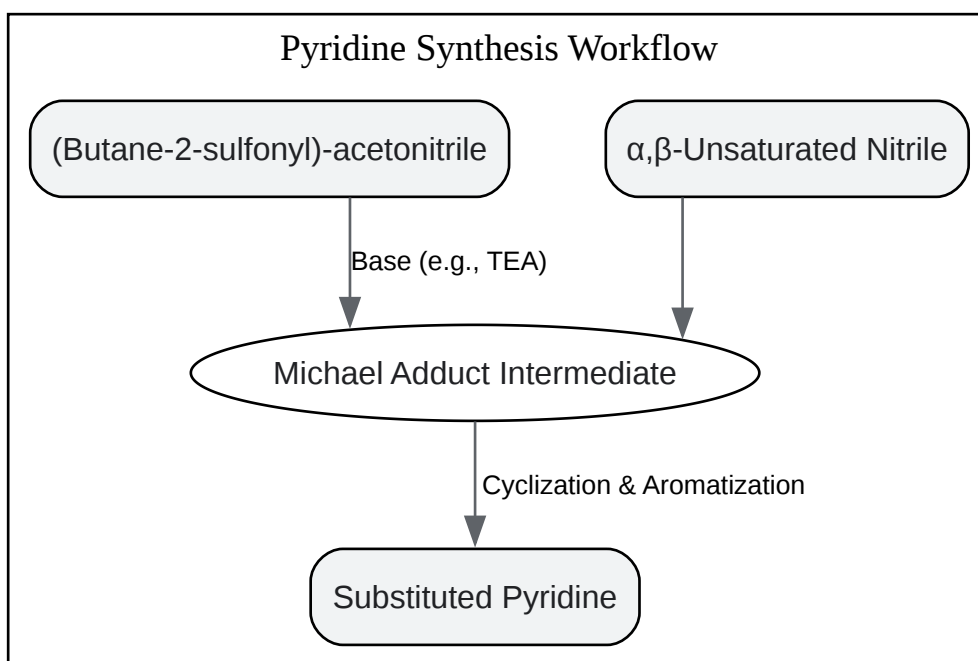 Pyridine Synthesis Workflow
(Butane-2-sulfonyl)-acetonitrile
α,β-Unsaturated Nitrile
Base (e.g., TEA)
Michael Adduct Intermediate
Cyclization & Aromatization
Substituted Pyridine